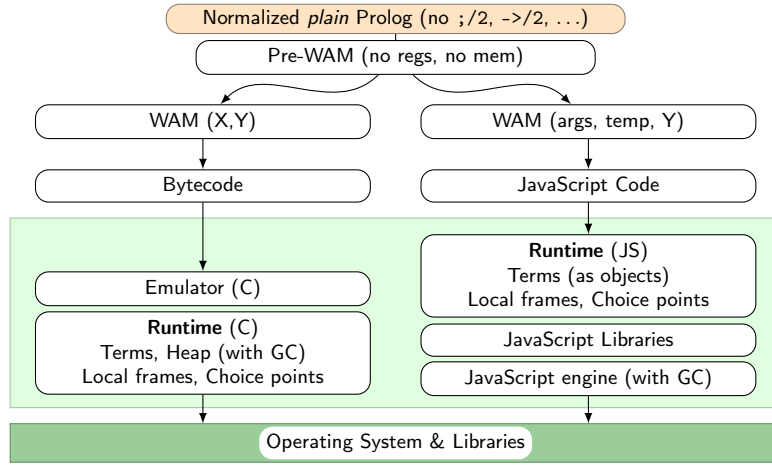 Normalized plain Prolog (no ;/2, ->/2, ...)
Pre-WAM (no regs, no mem)
WAM (X,Y)
WAM (args, temp, Y)
Bytecode
JavaScript Code
Emulator (C)
Runtime (C)
Terms, Heap (with GC)
Local frames, Choice points
Runtime (JS)
Terms (as objects)
Local frames, Choice points
JavaScript Libraries
JavaScript engine (with GC)
Operating System & Libraries